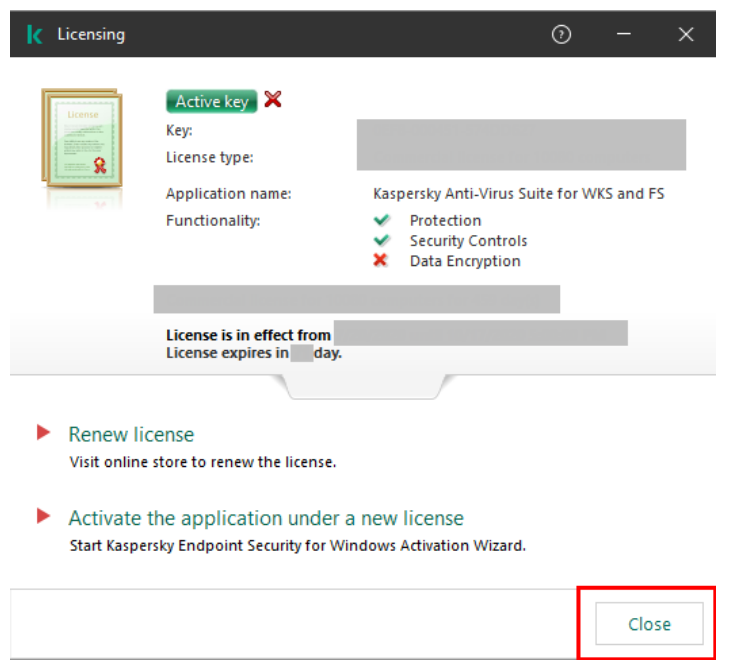 Licensing
License
Active key
Key:
License type:
Application name: Kaspersky Anti-Virus Suite for WKS and FS
Functionality: Protection
Security Controls
Data Encryption
License is in effect from
License expires in day.
Renew license
Visit online store to renew the license.
Activate the application under a new license
Start Kaspersky Endpoint Security for Windows Activation Wizard.
Close